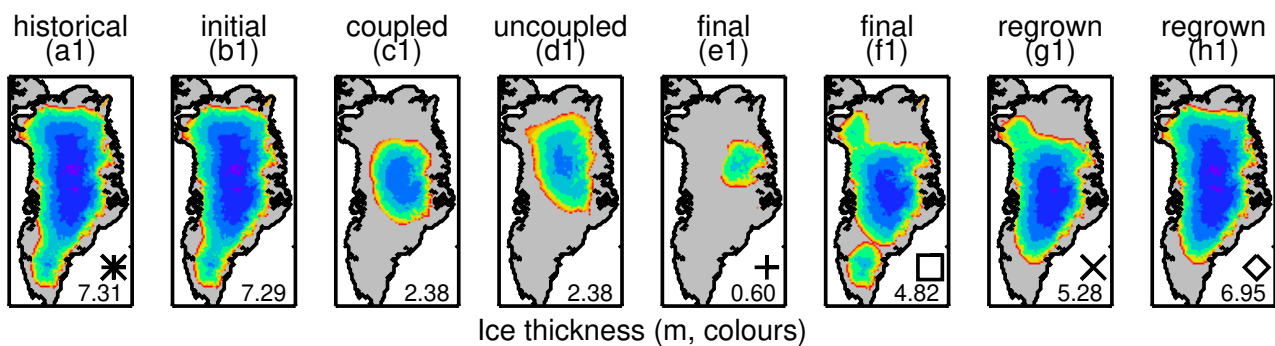 historical initial coupled uncoupled final final regrown regrown
(a1) (b1) (c1) (d1) (e1) (f1) (g1) (h1)
7.31 7.29 2.38 2.38 0.60 4.82 5.28 6.95
Ice thickness (m, colours)